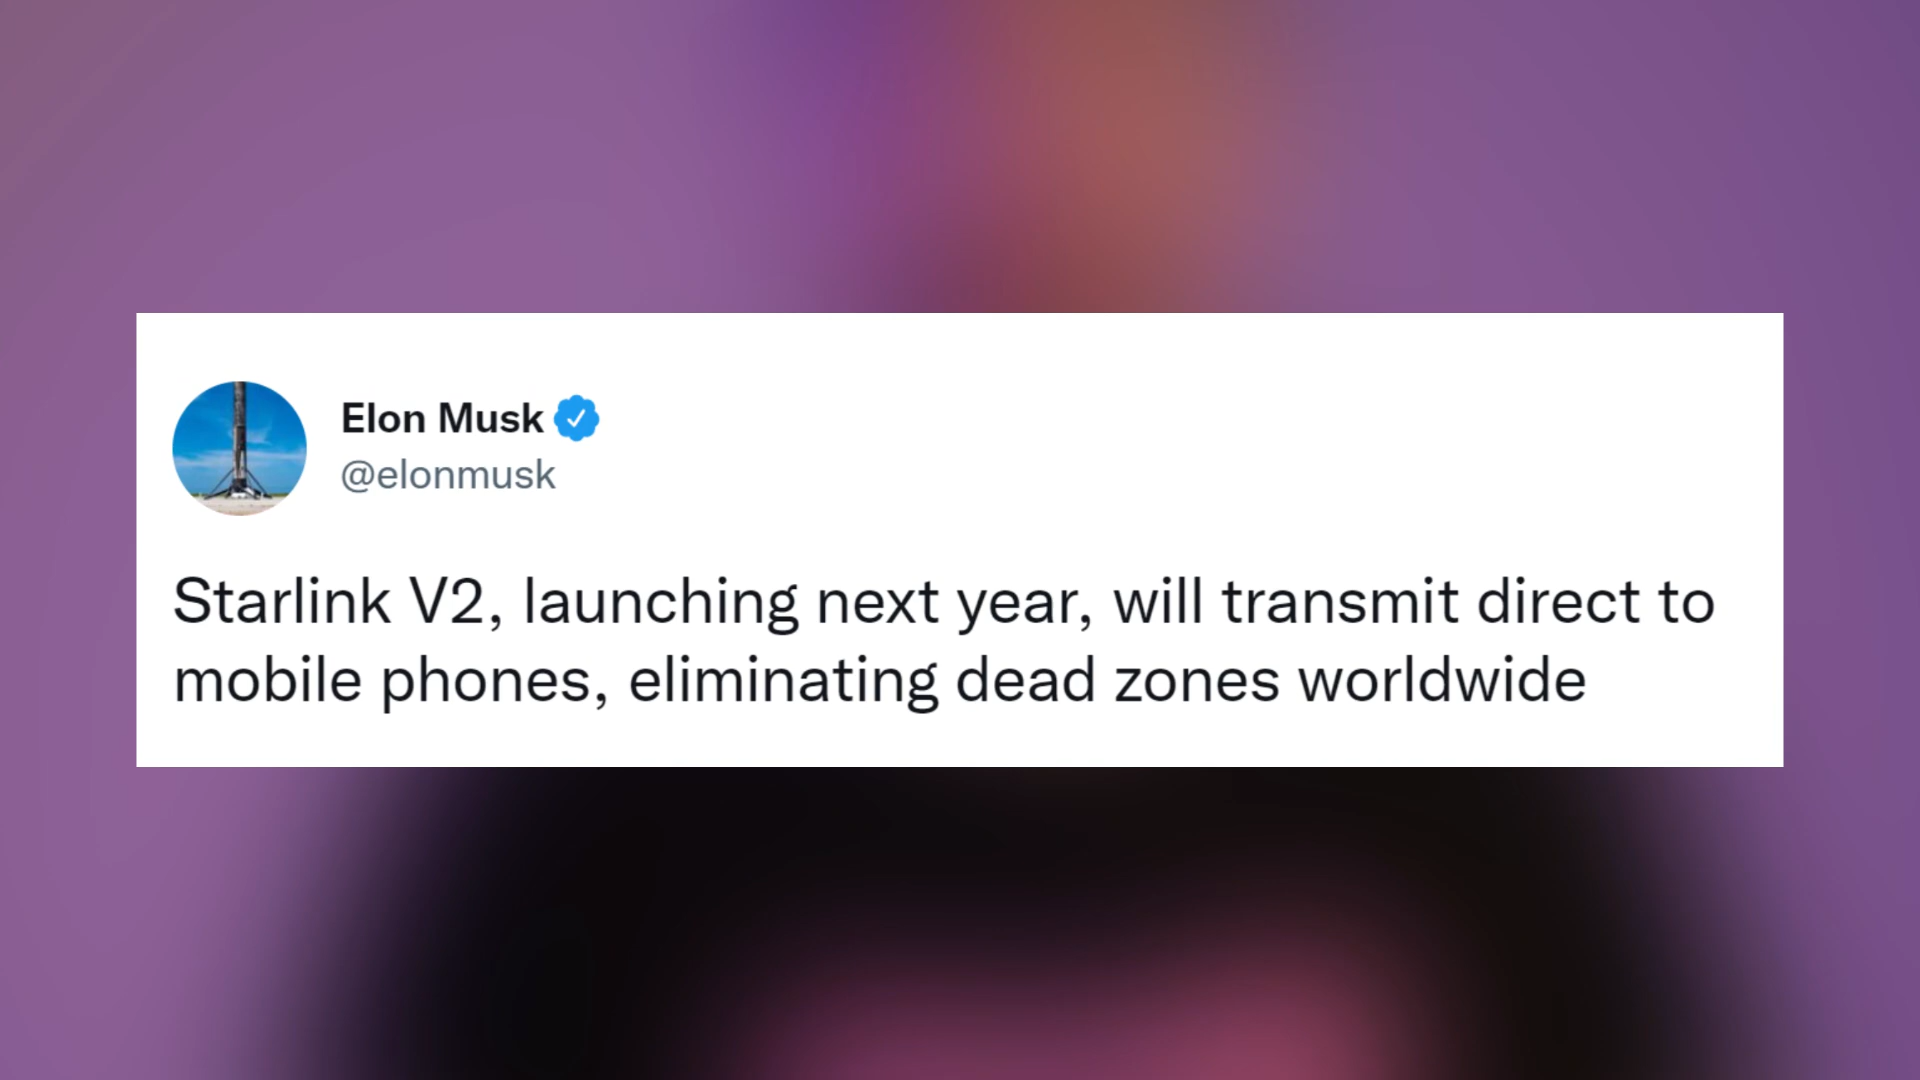 Elon Musk
@elonmusk
Starlink V2, launching next year, will transmit direct to
mobile phones, eliminating dead zones worldwide